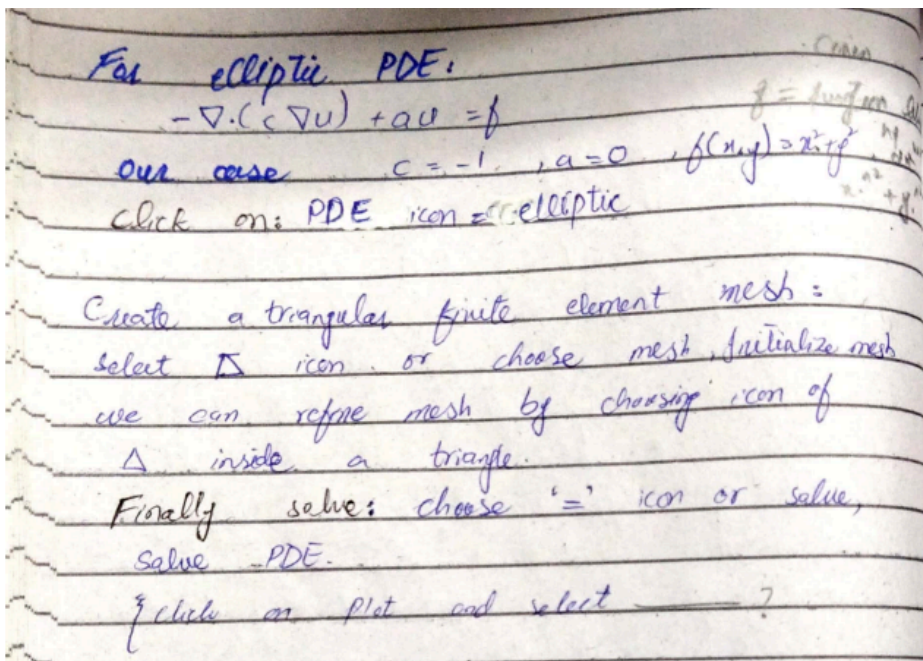 For elliptic PDE:
-∇.(c∇u) + au = f
our case c = -1, a = 0, f(x,y) = x²+y²
Click on: PDE icon = elliptic
Create a triangular finite element mesh:
select △ icon or choose mesh, Initialize mesh
we can refine mesh by choosing icon of
△ inside a triangle.
Finally solve: choose '=' icon or solve,
solve PDE.
{ click on Plot and select ______ ?